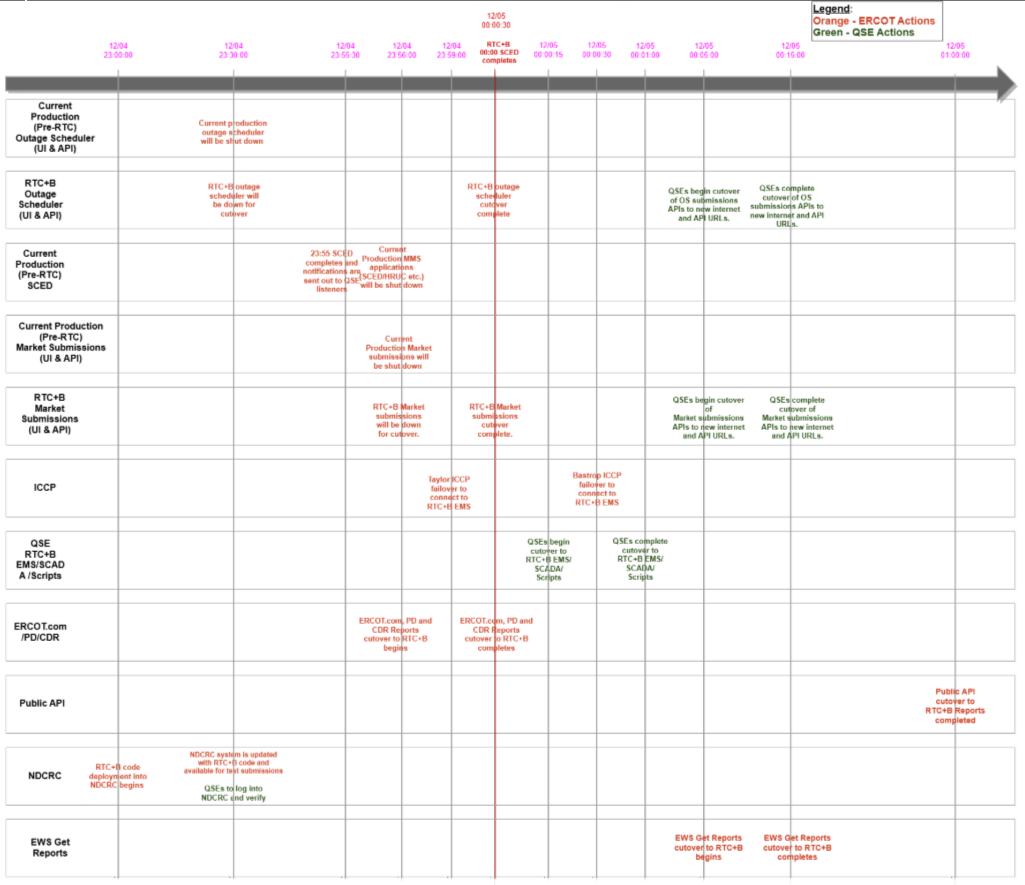 Legend:
Orange - ERCOT Actions
Green - QSE Actions
12/05
00:00:30
12/04
23:00:00
12/04
23:30:00
12/04
23:55:30
12/04
23:56:00
12/04
23:59:00
RTC+B
00:00 SCED
completes
12/05
00:00:15
12/05
00:00:30
12/05
00:01:00
12/05
00:05:00
12/05
00:15:00
12/05
01:00:00
Current
Production
(Pre-RTC)
Outage Scheduler
(UI & API)
Current production
outage scheduler
will be shut down
RTC+B
Outage
Scheduler
(UI & API)
RTC+B outage
scheduler will
be down for
cutover
RTC+B outage
scheduler
cutover
complete
QSEs begin cutover
of OS submissions
APIs to new internet
and API URLs.
QSEs complete
cutover of OS
submissions APIs to
new internet and API
URLs.
Current
Production
(Pre-RTC)
SCED
23:55 SCED
completes and
notifications are
sent out to QSE
listeners
Current
Production MMS
applications
(SCED/HRUC etc.)
will be shut down
Current Production
(Pre-RTC)
Market Submissions
(UI & API)
Current
Production Market
submissions will
be shut down
RTC+B
Market
Submissions
(UI & API)
RTC+B Market
submissions
will be down
for cutover.
RTC+B Market
submissions
cutover
complete.
QSEs begin cutover
of
Market submissions
APIs to new internet
and API URLs.
QSEs complete
cutover of
Market submissions
APIs to new internet
and API URLs.
ICCP
Taylor ICCP
failover to
connect to
RTC+B EMS
Bastrop ICCP
failover to
connect to
RTC+B EMS
QSE
RTC+B
EMS/SCAD
A /Scripts
QSEs begin
cutover to
RTC+B EMS/
SCADA/
Scripts
QSEs complete
cutover to
RTC+B EMS/
SCADA/
Scripts
ERCOT.com
/PD/CDR
ERCOT.com, PD and
CDR Reports
cutover to RTC+B
begins
ERCOT.com, PD and
CDR Reports
cutover to RTC+B
completes
Public API
Public API
cutover to
RTC+B Reports
completed
NDCRC
RTC+B code
deployment into
NDCRC begins
NDCRC system is updated
with RTC+B code and
available for test submissions
QSEs to log into
NDCRC and verify
EWS Get
Reports
EWS Get Reports
cutover to RTC+B
begins
EWS Get Reports
cutover to RTC+B
completes